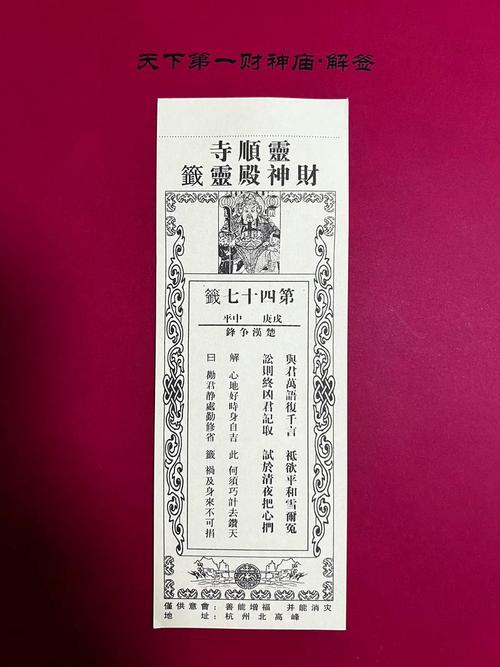 天下第一财神庙·解签
靈順寺
財神殿靈籤
第四十七籤
戊庚 中平
楚漢争鋒
與君萬語復千言 祗欲平和雪爾冤
訟則終凶君記取 試於清夜把心捫
解 心地好時身自吉 此 何須巧計去鑽天
曰 勸君静處勤修省 籤 禍及身來不可捐
僅供意會：善能增福 并能消灾
地址：杭州北高峰